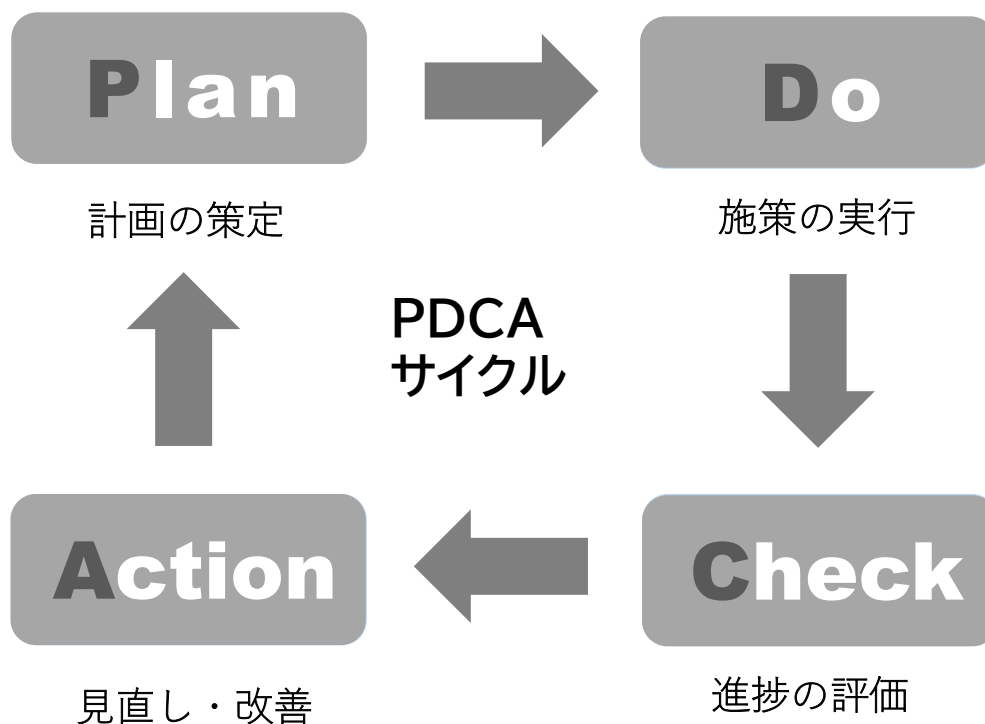 Plan
Do
計画の策定
施策の実行
PDCA
サイクル
Action
Check
見直し・改善
進捗の評価